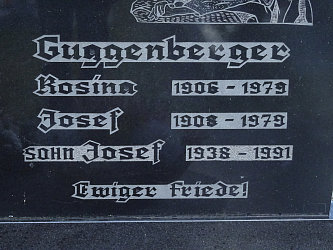 Guggenberger
Rosina 1906 - 1979
Josef 1908 - 1979
SOHN Josef 1938 - 1991
Ewiger Friede!